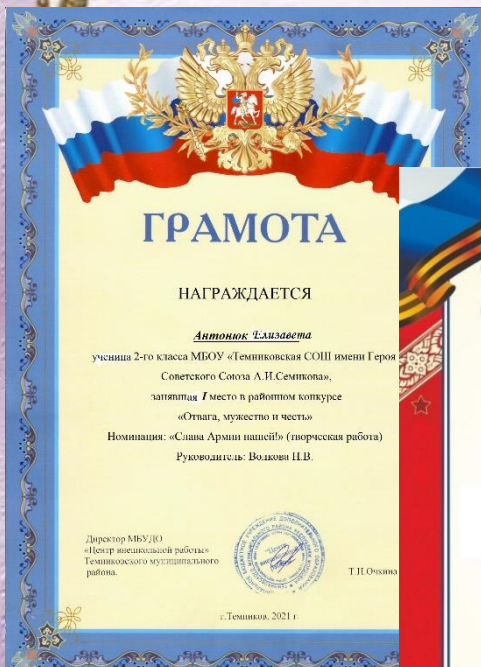 ГРАМОТА
НАГРАЖДАЕТСЯ
Антонюк Елизавета
ученица 2-го класса МБОУ «Темниковская СОШ имени Героя
Советского Союза А.И.Семикова»,
занявшая I место в районном конкурсе
«Отвага, мужество и честь»
Номинация: «Слава Армии нашей!» (творческая работа)
Руководитель: Волкова Н.В.
Директор МБУДО
«Центр внешкольной работы»
Темниковского муниципального
района.
Т.Н.Очкина
г.Темников, 2021 г.